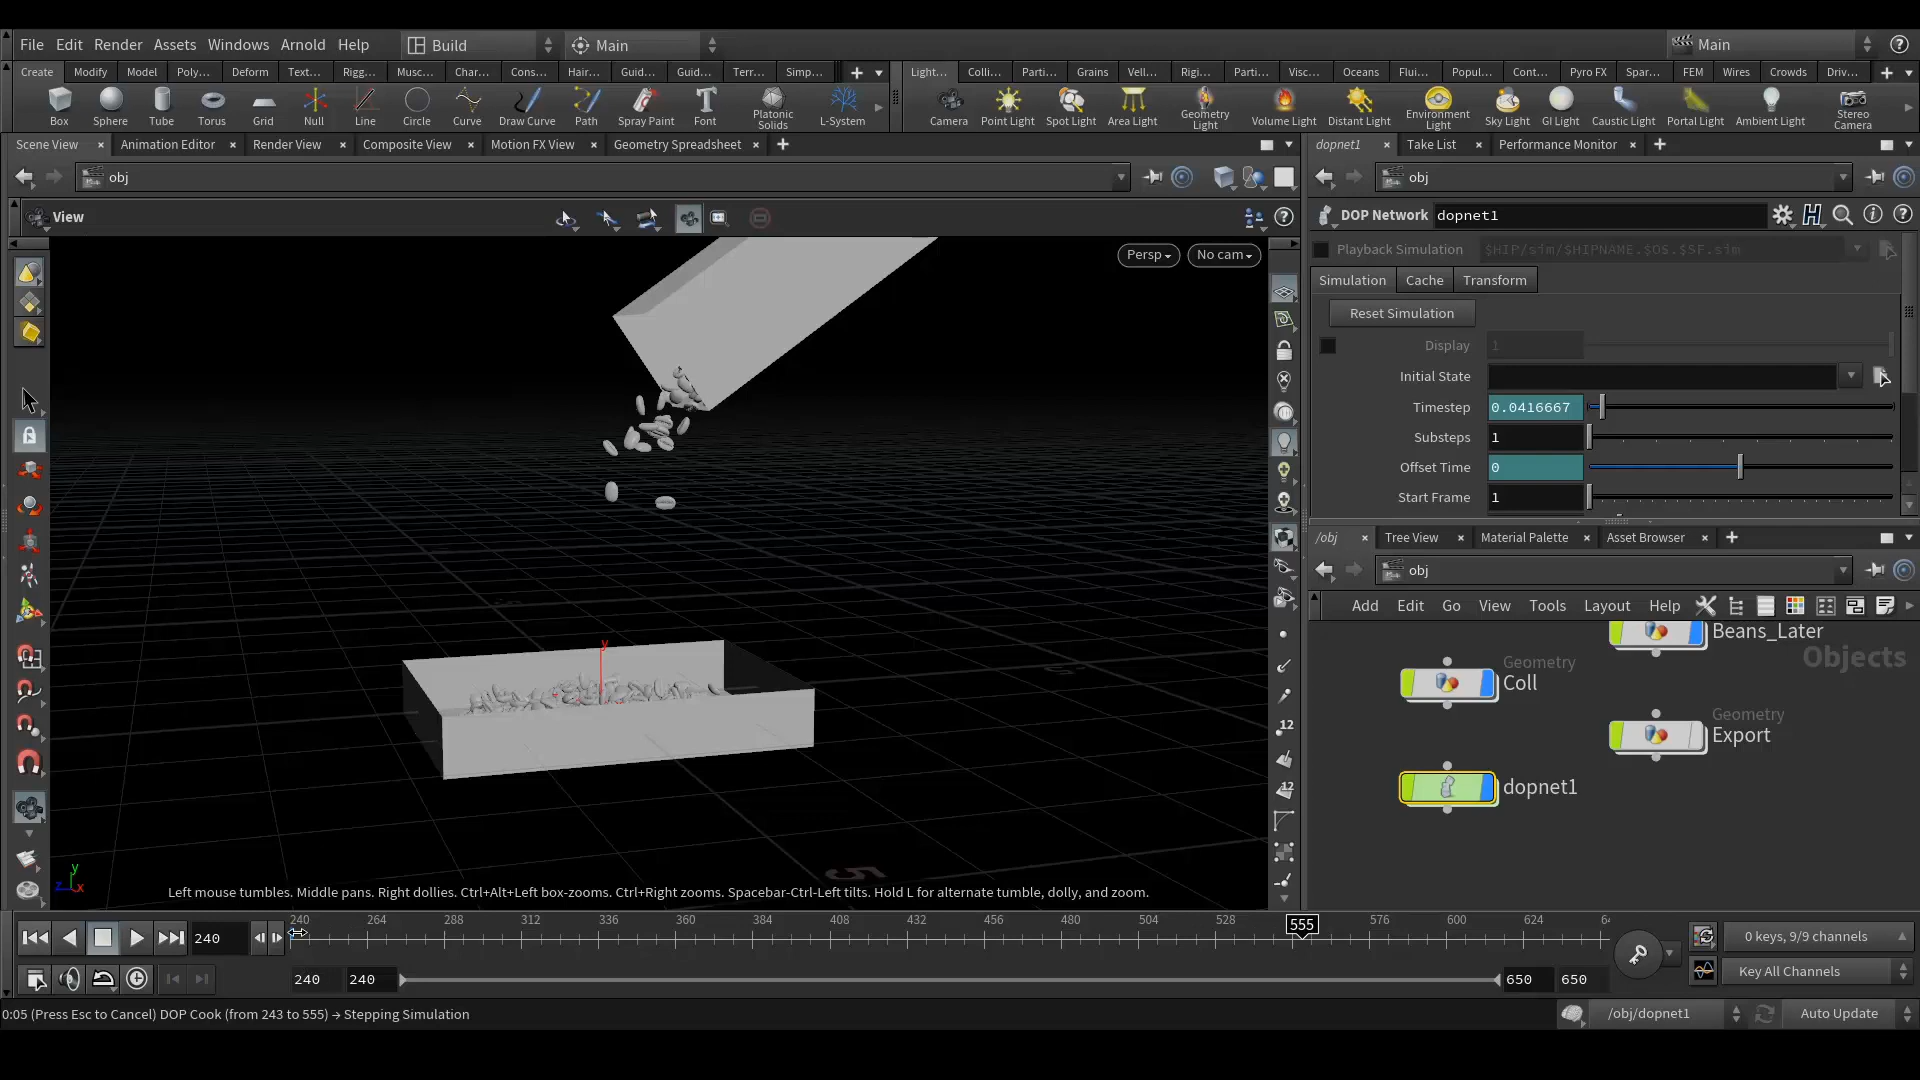 File Edit Render Assets Windows Arnold Help Build Main Main
Create Modify Model Poly... Deform Text... Rigg... Musc... Char... Cons... Hair... Guid... Guid... Terr... Simp... Light... Colli... Parti... Grains Vell... Rigi... Parti... Visc... Oceans Flui... Popul... Cont... Pyro FX Spar... FEM Wires Crowds Driv...
Box Sphere Tube Torus Grid Null Line Circle Curve Draw Curve Path Spray Paint Font Platonic Solids L-System Camera Point Light Spot Light Area Light Geometry Light Volume Light Distant Light Environment Light Sky Light GI Light Caustic Light Portal Light Ambient Light Stereo Camera
Scene View Animation Editor Render View Composite View Motion FX View Geometry Spreadsheet dopnet1 Take List Performance Monitor
obj obj
View DOP Network dopnet1
Persp No cam
Playback Simulation $HIP/sim/$HIPNAME.$OS.$SF.sim
Simulation Cache Transform
Reset Simulation
Display 1
Initial State
Timestep 0.0416667
Substeps 1
Offset Time 0
Start Frame 1
/obj Tree View Material Palette Asset Browser
obj
Add Edit Go View Tools Layout Help
Beans_Later
Objects
Geometry
Coll
Geometry
Export
dopnet1
y
5
y
z x
12
12
Left mouse tumbles. Middle pans. Right dollies. Ctrl+Alt+Left box-zooms. Ctrl+Right zooms. Spacebar-Ctrl-Left tilts. Hold L for alternate tumble, dolly, and zoom.
240 264 288 312 336 360 384 408 432 456 480 504 528 555 576 600 624
240 0 keys, 9/9 channels
240 240 650 650 Key All Channels
0:05 (Press Esc to Cancel) DOP Cook (from 243 to 555) → Stepping Simulation /obj/dopnet1 Auto Update